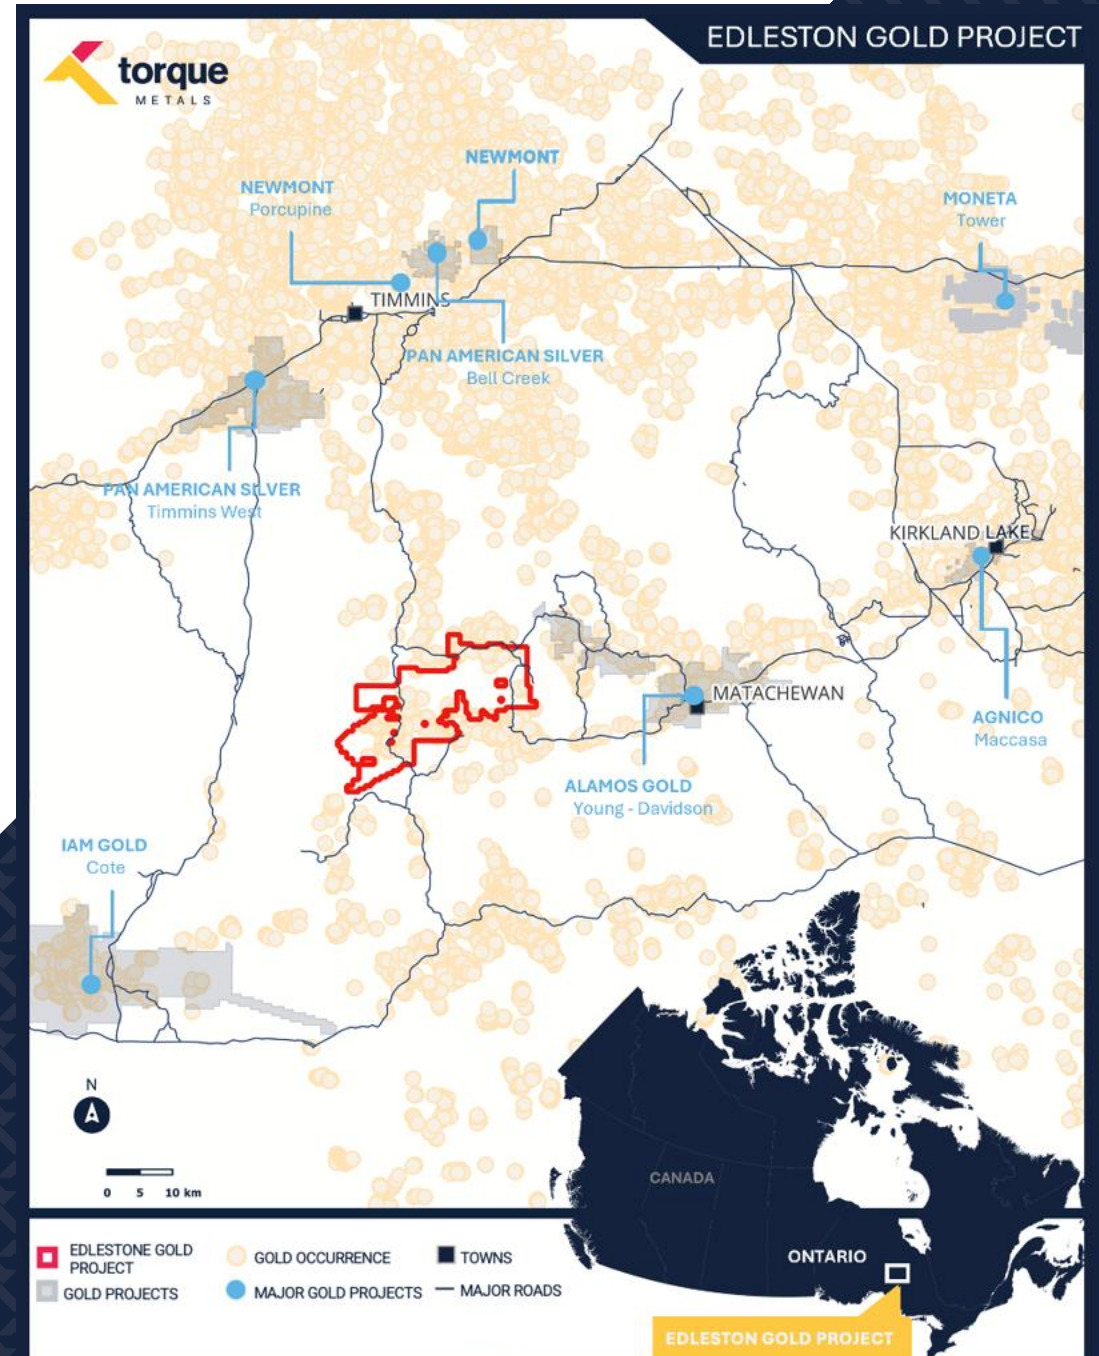 EDLESTON GOLD PROJECT
torque
METALS
NEWMONT
NEWMONT
Porcupine
MONETA
Tower
TIMMINS
PAN AMERICAN SILVER
Bell Creek
PAN AMERICAN SILVER
Timmins West
KIRKLAND LAKE
MATACHEWAN
AGNICO
Maccasa
ALAMOS GOLD
Young - Davidson
IAM GOLD
Cote
N
0 5 10 km
CANADA
ONTARIO
EDLESTON GOLD PROJECT
EDLESTONE GOLD
PROJECT
GOLD OCCURRENCE
TOWNS
GOLD PROJECTS
MAJOR GOLD PROJECTS
MAJOR ROADS